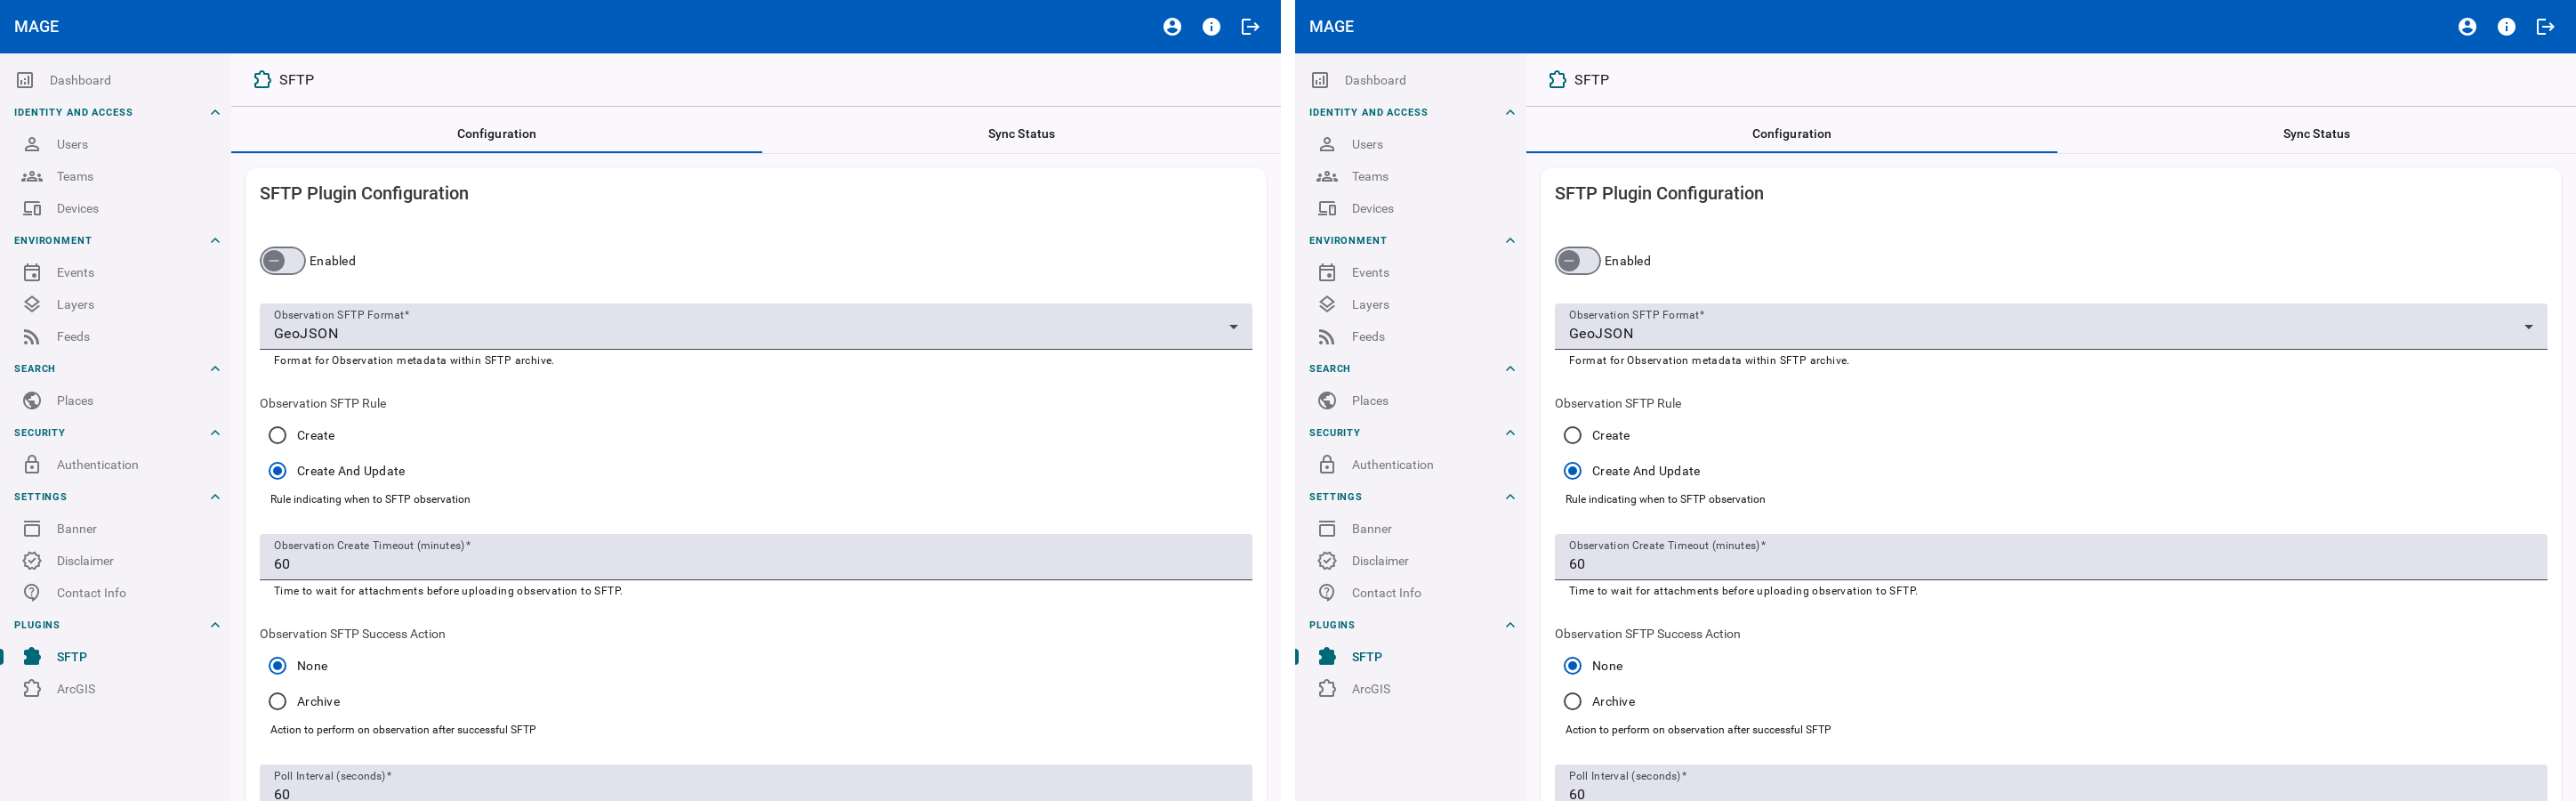 MAGE
Dashboard
IDENTITY AND ACCESS
Users
Teams
Devices
ENVIRONMENT
Events
Layers
Feeds
SEARCH
Places
SECURITY
Authentication
SETTINGS
Banner
Disclaimer
Contact Info
PLUGINS
SFTP
ArcGIS
SFTP
Configuration Sync Status
SFTP Plugin Configuration
Enabled
Observation SFTP Format*
GeoJSON
Format for Observation metadata within SFTP archive.
Observation SFTP Rule
Create
Create And Update
Rule indicating when to SFTP observation
Observation Create Timeout (minutes)*
60
Time to wait for attachments before uploading observation to SFTP.
Observation SFTP Success Action
None
Archive
Action to perform on observation after successful SFTP
Poll Interval (seconds)*
60
MAGE
Dashboard
IDENTITY AND ACCESS
Users
Teams
Devices
ENVIRONMENT
Events
Layers
Feeds
SEARCH
Places
SECURITY
Authentication
SETTINGS
Banner
Disclaimer
Contact Info
PLUGINS
SFTP
ArcGIS
SFTP
Configuration Sync Status
SFTP Plugin Configuration
Enabled
Observation SFTP Format*
GeoJSON
Format for Observation metadata within SFTP archive.
Observation SFTP Rule
Create
Create And Update
Rule indicating when to SFTP observation
Observation Create Timeout (minutes)*
60
Time to wait for attachments before uploading observation to SFTP.
Observation SFTP Success Action
None
Archive
Action to perform on observation after successful SFTP
Poll Interval (seconds)*
60